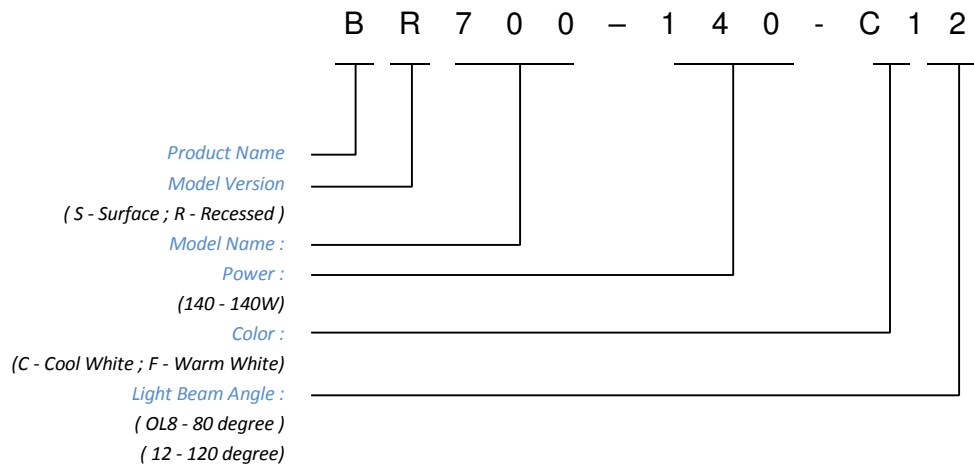 B R 7 0 0 – 1 4 0 - C 1 2
Product Name
Model Version
( S - Surface ; R - Recessed )
Model Name :
Power :
(140 - 140W)
Color :
(C - Cool White ; F - Warm White)
Light Beam Angle :
( OL8 - 80 degree )
( 12 - 120 degree)